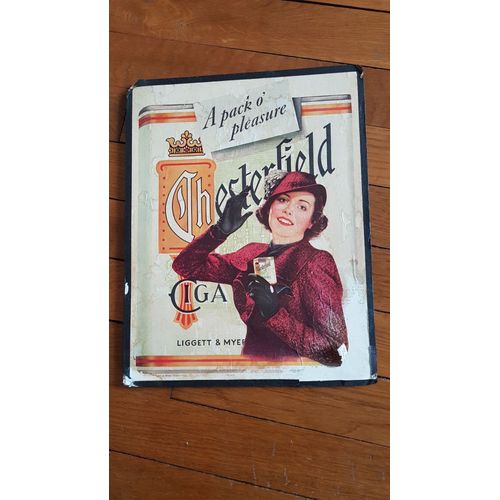 A pack o'
pleasure
Chesterfield
CIGA
LIGGETT & MYE